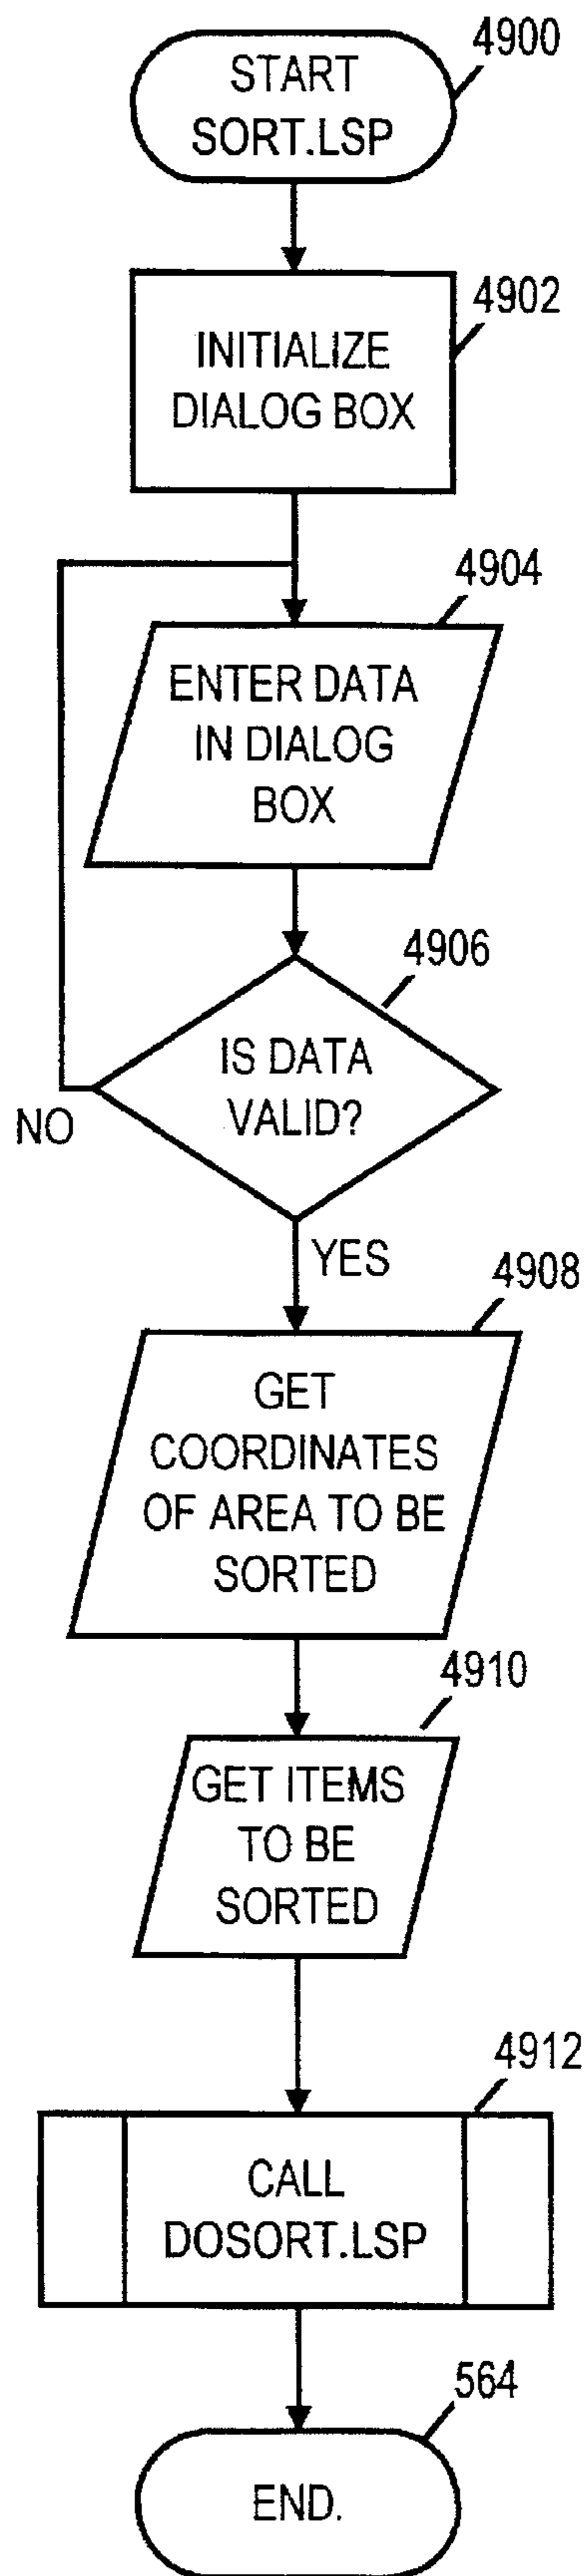 4900
START
SORT.LSP
4902
INITIALIZE
DIALOG BOX
4904
ENTER DATA
IN DIALOG
BOX
4906
IS DATA
VALID?
NO
YES
4908
GET
COORDINATES
OF AREA TO BE
SORTED
4910
GET ITEMS
TO BE
SORTED
4912
CALL
DOSORT.LSP
564
END.